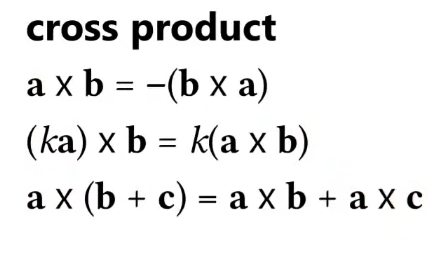 cross product
a x b = –(b x a)
(ka) x b = k(a x b)
a x (b + c) = a x b + a x c